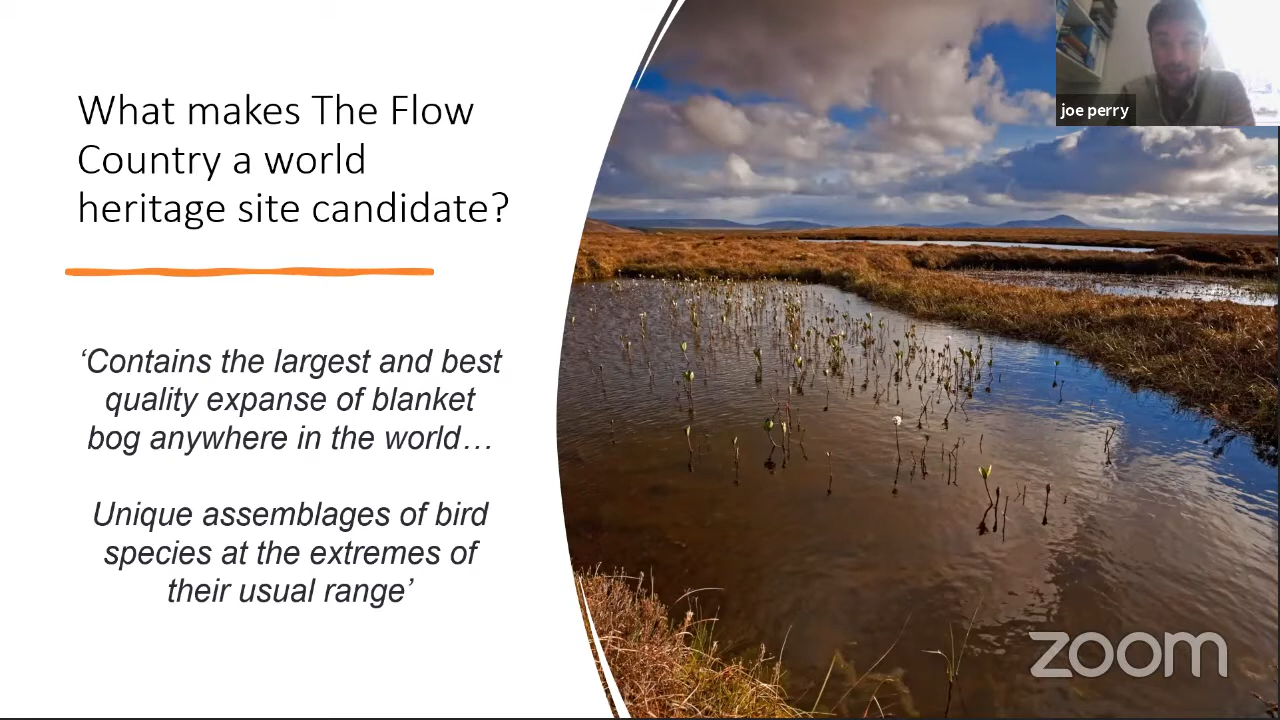 What makes The Flow
Country a world
heritage site candidate?
‘Contains the largest and best
quality expanse of blanket
bog anywhere in the world…
Unique assemblages of bird
species at the extremes of
their usual range’
joe perry
zoom